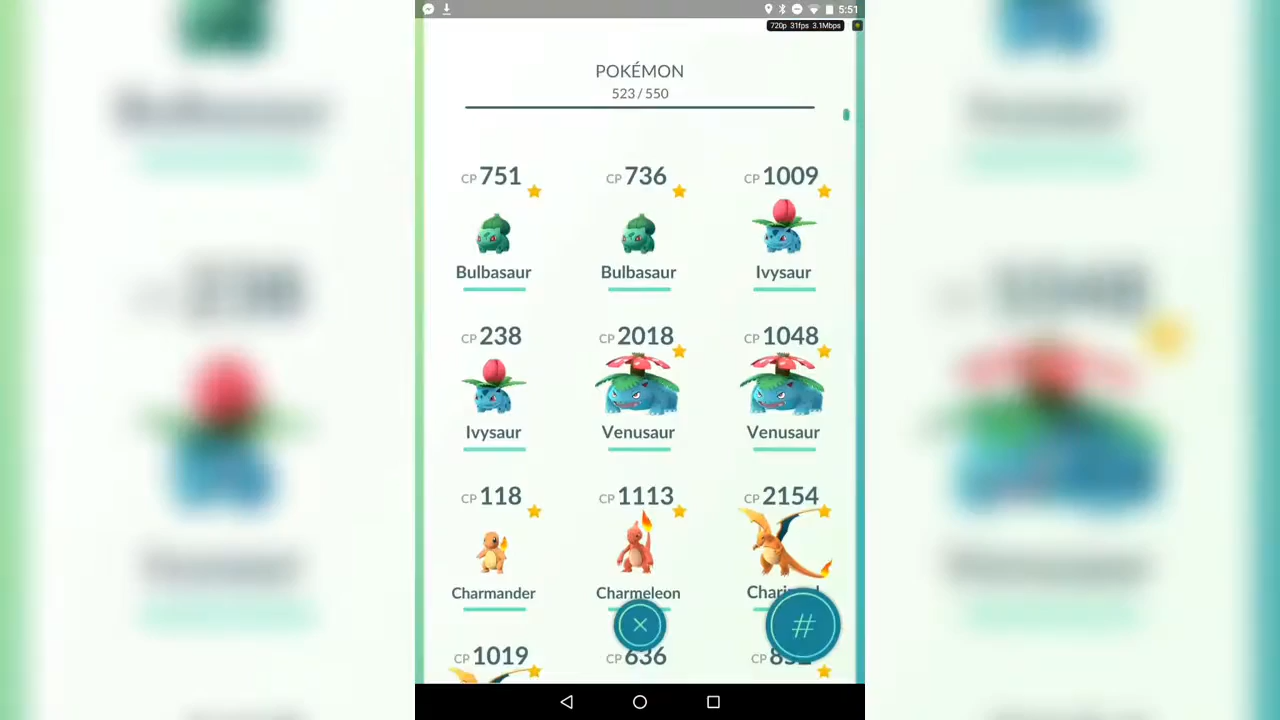 5:51
720p 31fps 3.1Mbps
POKÉMON
523 / 550
CP 751 CP 736 CP 1009
Bulbasaur Bulbasaur Ivysaur
CP 238 CP 2018 CP 1048
Ivysaur Venusaur Venusaur
CP 118 CP 1113 CP 2154
Charmander Charmeleon
#
CP 1019 CP 636 CP